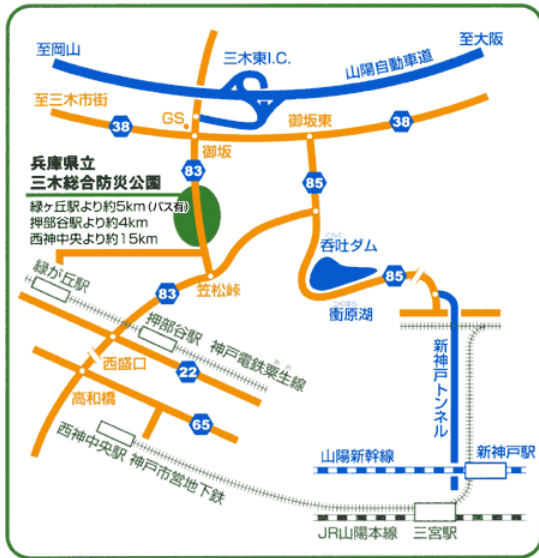 至岡山
三木東I.C.
山陽自動車道
至大阪
至三木市街
38
GS
御坂
御坂東
38
兵庫県立
三木総合防災公園
緑ヶ丘駅より約5km(バス有)
押部谷駅より約4km
西神中央より約15km
83
85
呑吐ダム
つくはら
衝原湖
85
笠松峠
83
緑が丘駅
押部谷駅 神戸電鉄粟生線
西盛口
22
高和橋
65
西神中央駅 神戸市営地下鉄
新神戸トンネル
山陽新幹線
新神戸駅
JR山陽本線 三宮駅